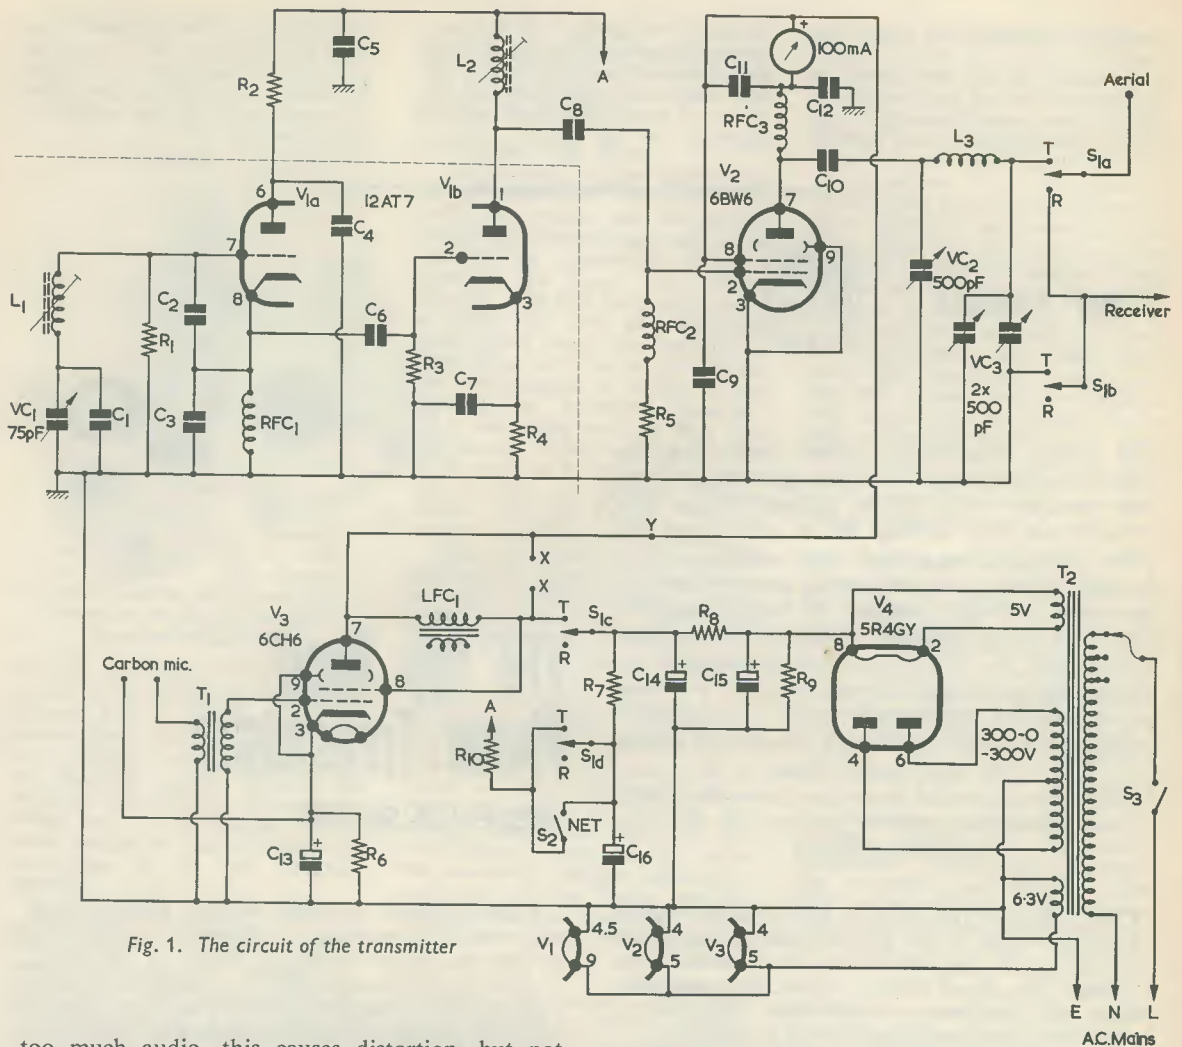 C5
R2
L2
A
+
100mA
C11
C12
RFC3
C8
Aerial
V1a
12AT7
6
7
8
C4
V1b
1
2
3
V2
6BW6
7
8
2
3
9
C10
L3
T
S1a
R
Receiver
L1
R1
C2
C3
RFC1
C6
R3
C7
R4
RFC2
R5
C9
VC2
500pF
VC3
2x
500
pF
T
S1b
R
VC1
75pF
C1
Y
X
X
LFC1
V3
6CH6
7
9
2
3
8
T
S1c
R
R8
V4
5R4GY
8
2
4
6
5V
T2
Carbon mic.
T1
A
R10
R7
C14
+
C15
+
R9
T
S1d
R
S2
NET
300-0
-300V
S3
C13
+
R6
+
C16
6·3V
V1
4.5
9
V2
4
5
V3
4
5
Fig. 1. The circuit of the transmitter
E N L
A.C. Mains
too much audio, this causes distortion, but not